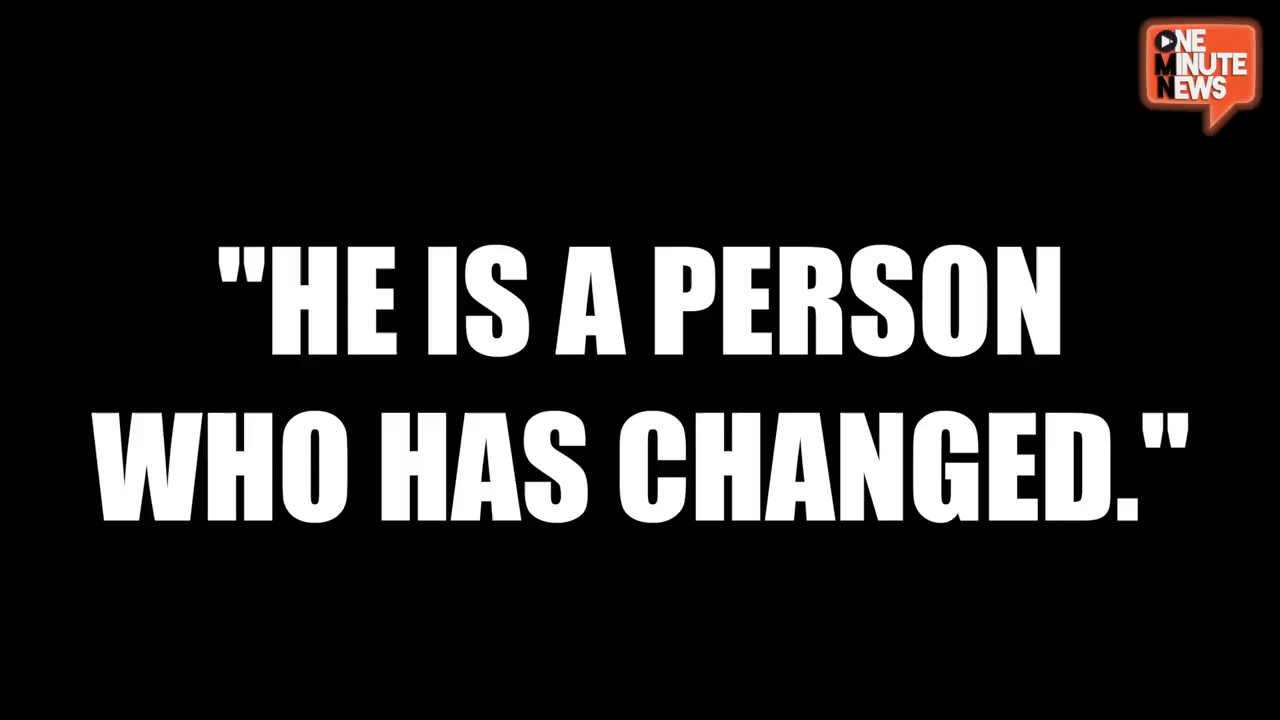 ONE
MINUTE
NEWS
"HE IS A PERSON
WHO HAS CHANGED."